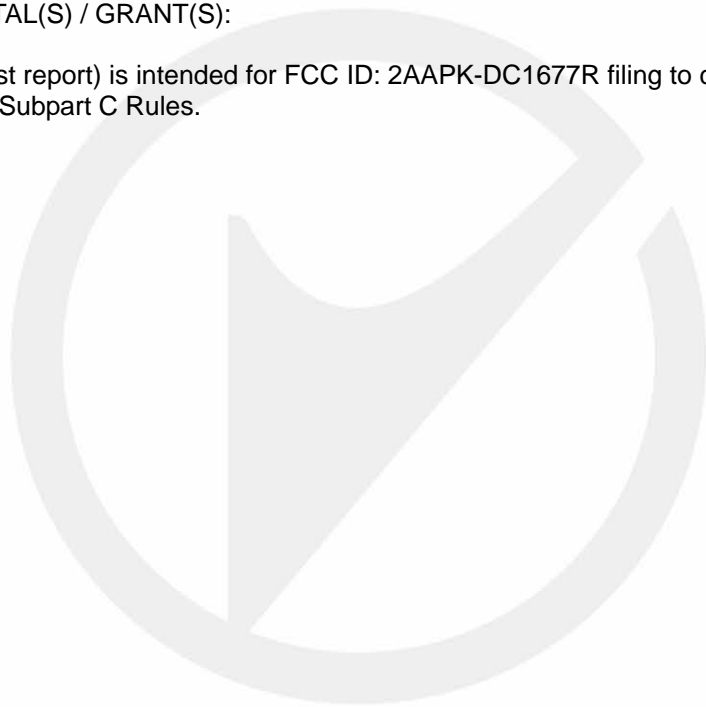 TAL(S) / GRANT(S):
st report) is intended for FCC ID: 2AAPK-DC1677R filing to
Subpart C Rules.